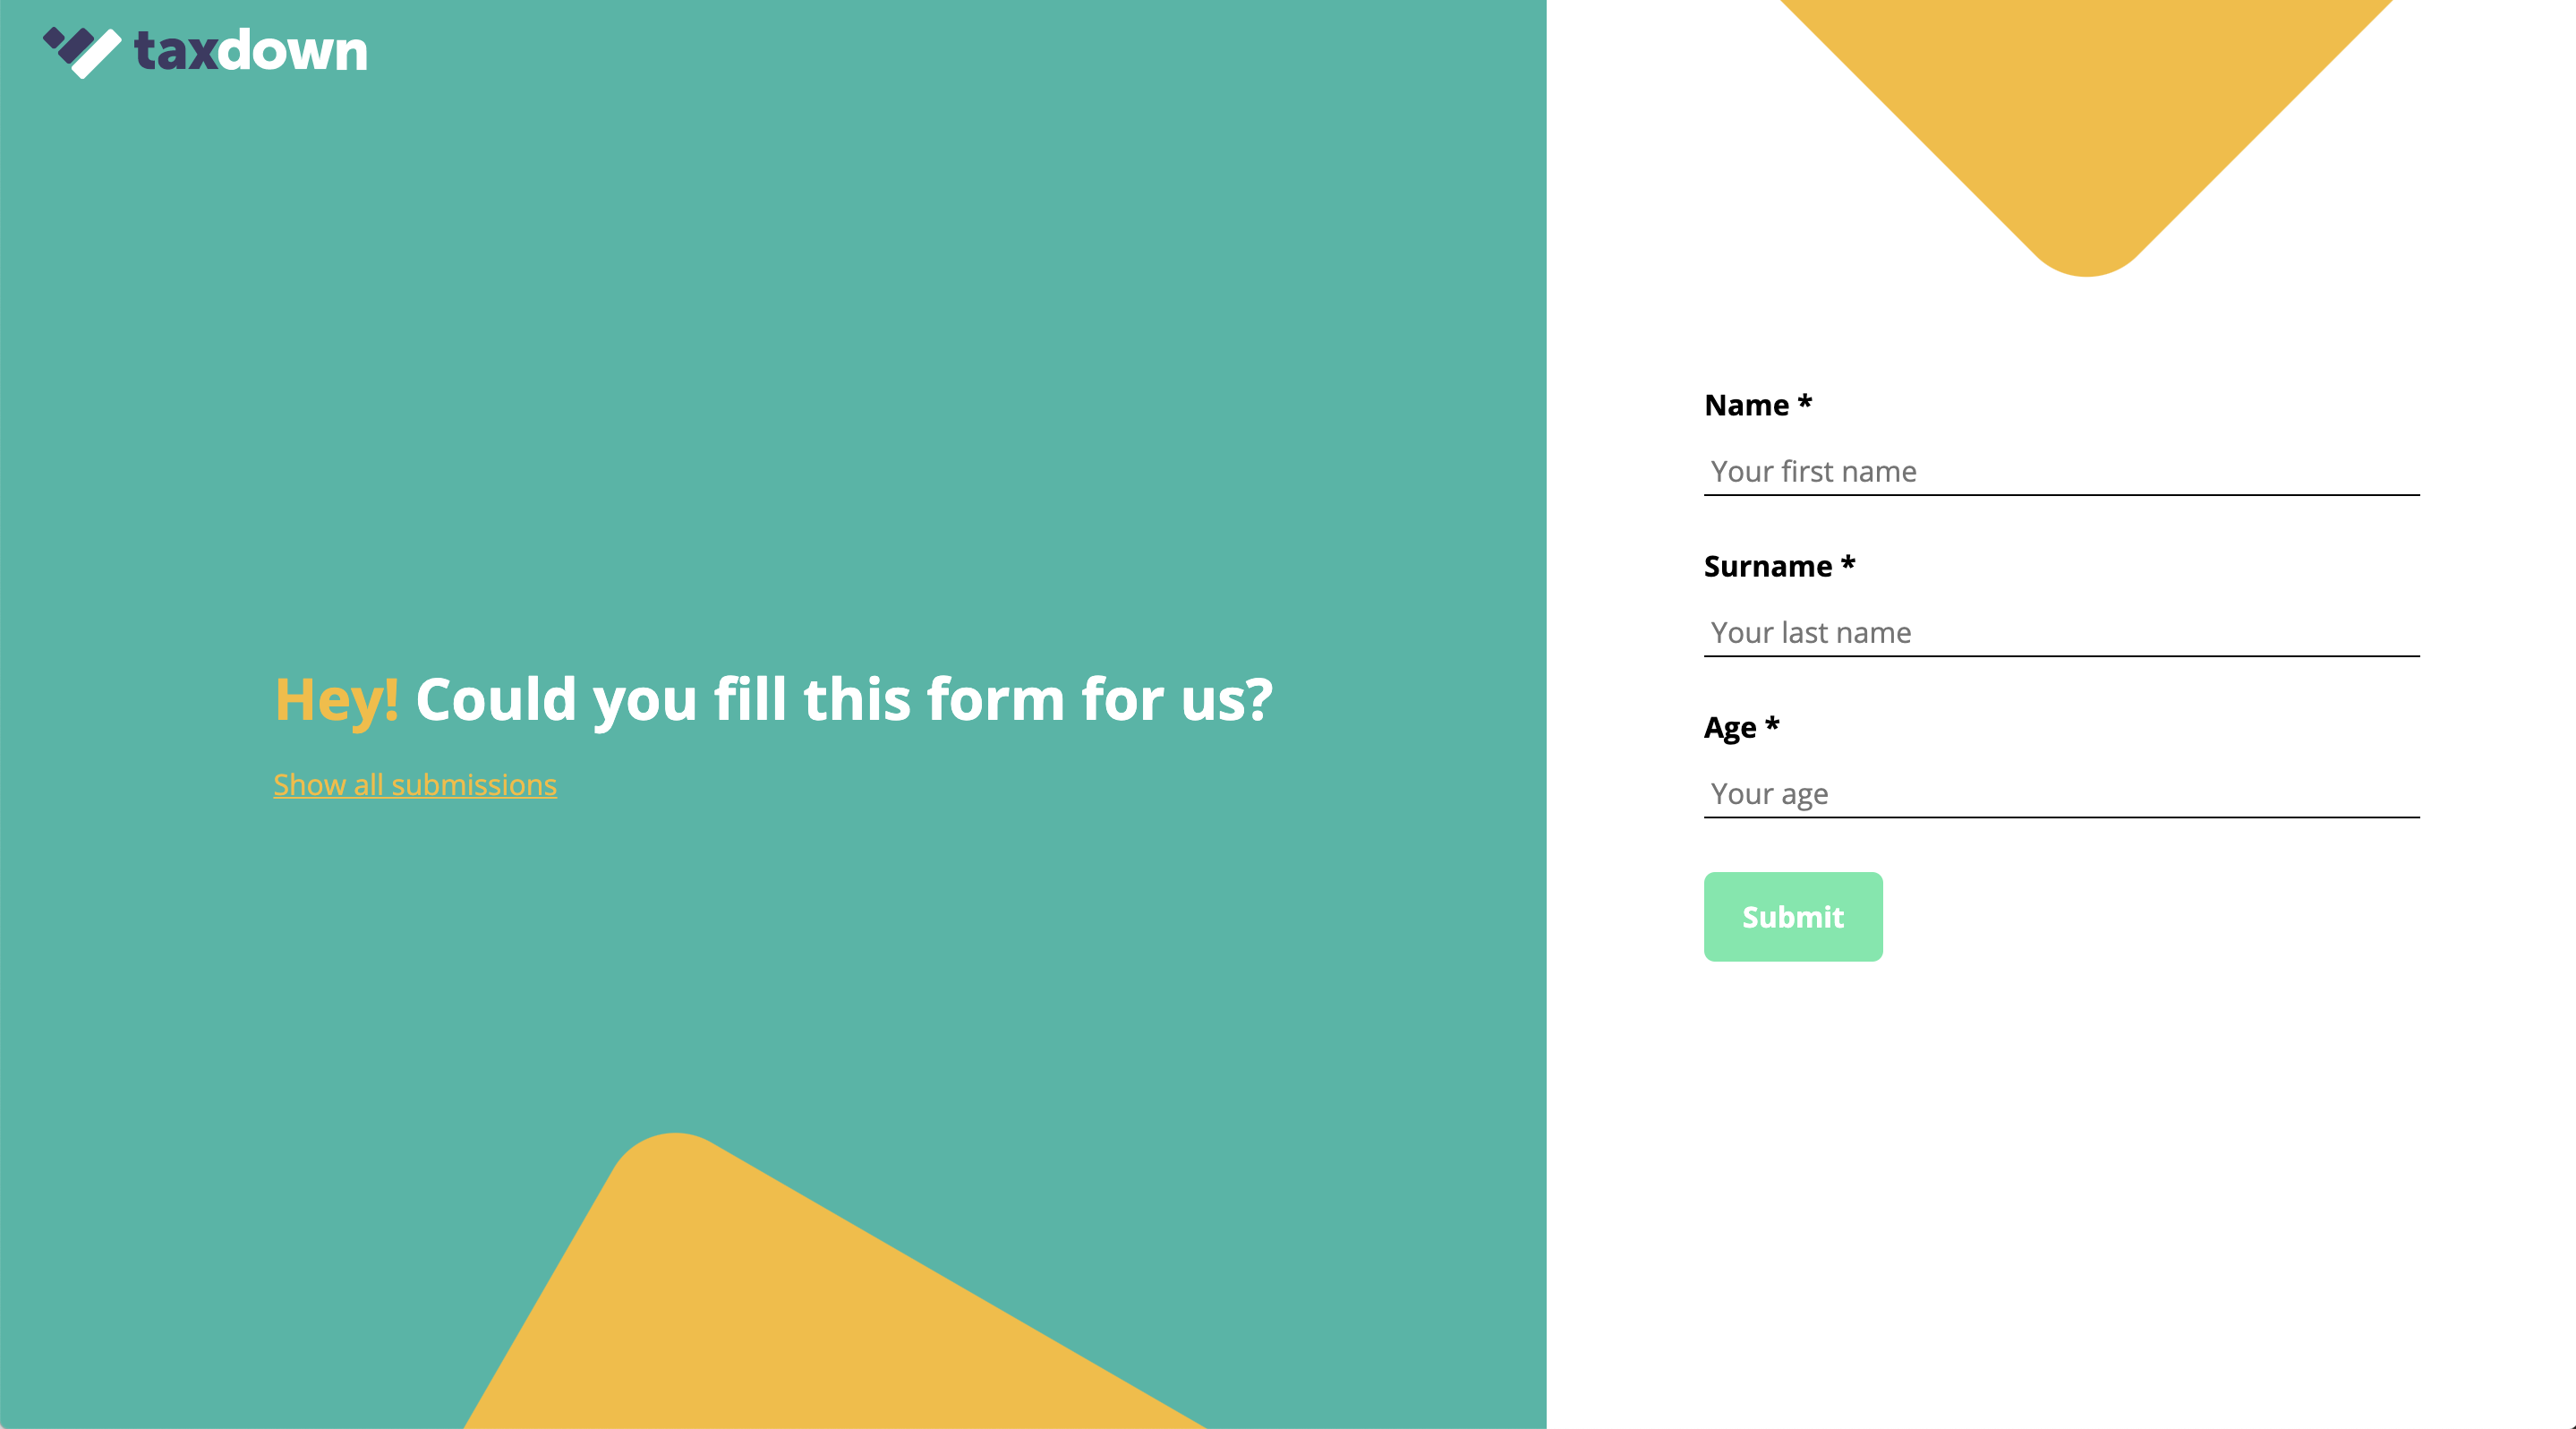 taxdown
Hey! Could you fill this form for us?
Show all submissions
Name *
Your first name
Surname *
Your last name
Age *
Your age
Submit